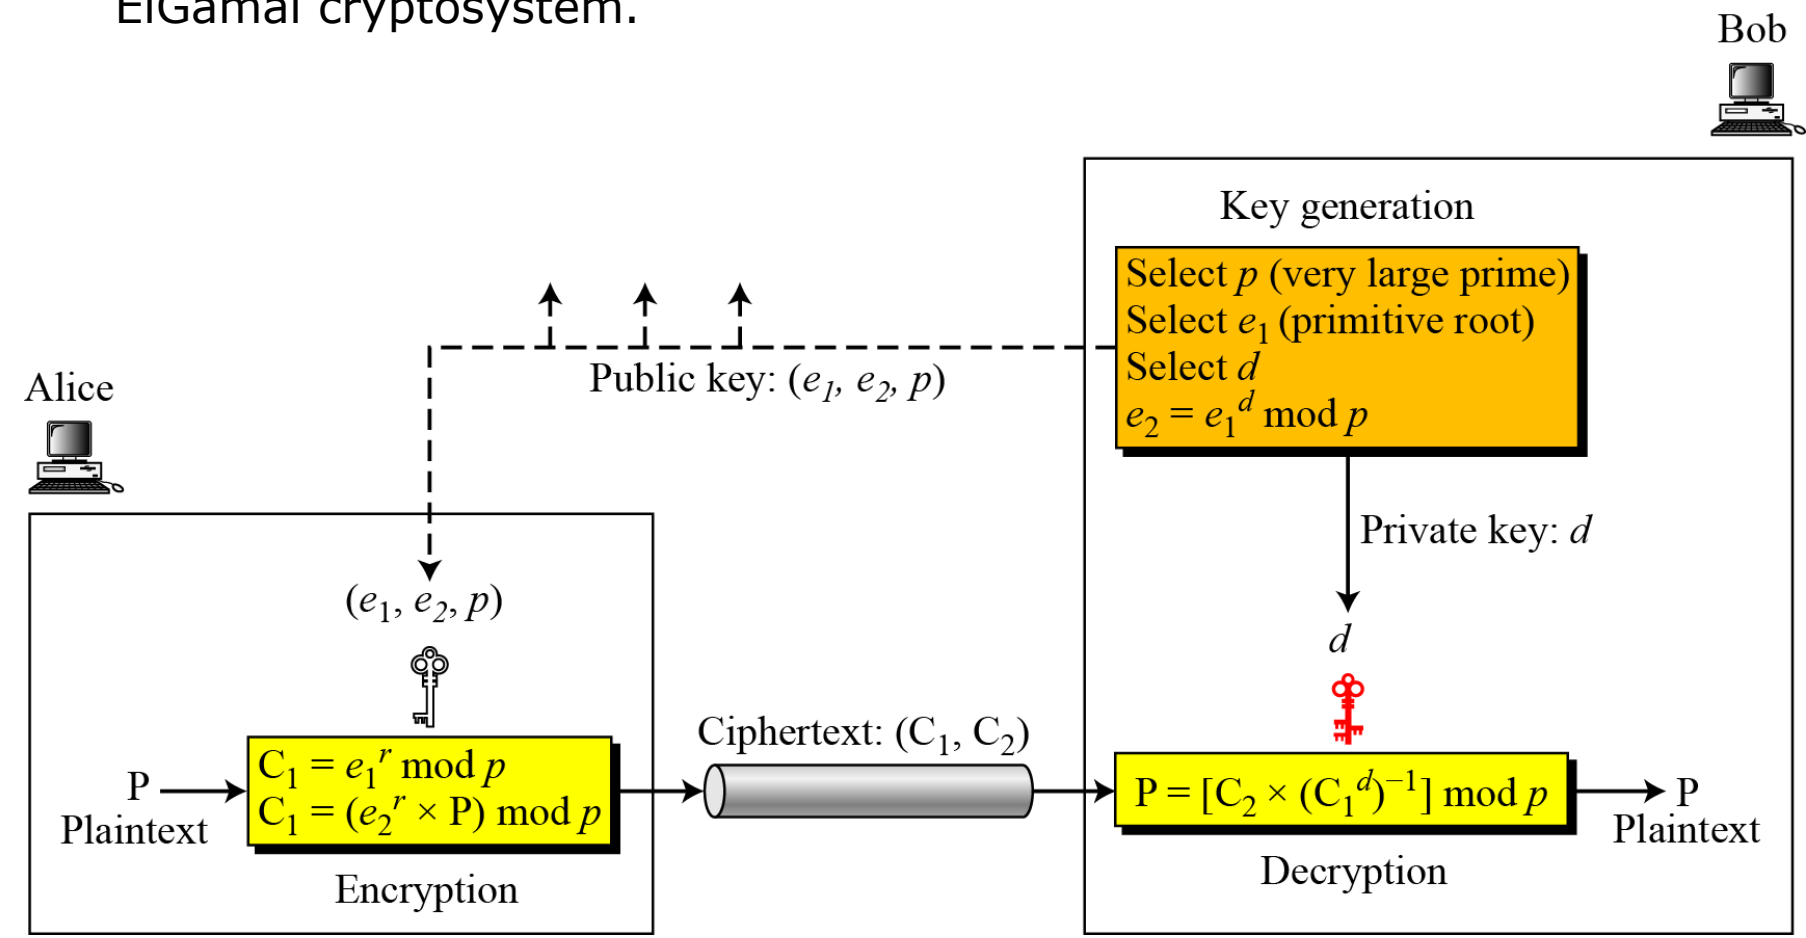 ElGamal cryptosystem.
Bob
Key generation
Select p (very large prime)
Select e₁ (primitive root)
Select d
e₂ = e₁ᵈ mod p
Public key: (e₁, e₂, p)
Alice
Private key: d
(e₁, e₂, p)
d
Ciphertext: (C₁, C₂)
C₁ = e₁ʳ mod p
C₁ = (e₂ʳ × P) mod p
P
Plaintext
Encryption
P = [C₂ × (C₁ᵈ)⁻¹] mod p
P
Plaintext
Decryption